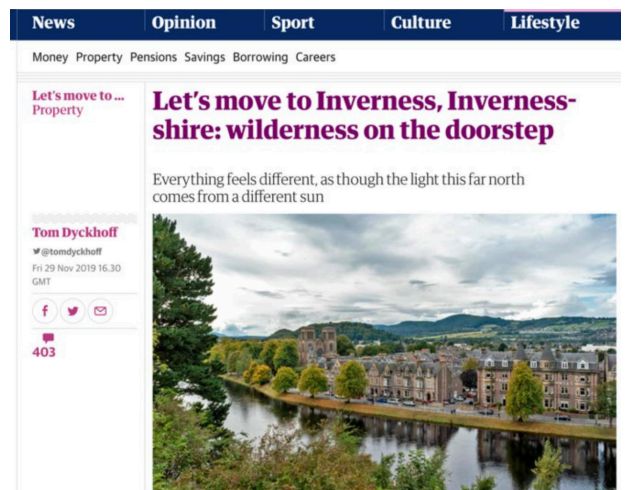 News Opinion Sport Culture Lifestyle
Money Property Pensions Savings Borrowing Careers
Let's move to ...
Property
Let's move to Inverness, Inverness-
shire: wilderness on the doorstep
Everything feels different, as though the light this far north
comes from a different sun
Tom Dyckhoff
@tomdyckhoff
Fri 29 Nov 2019 16.30
GMT
403